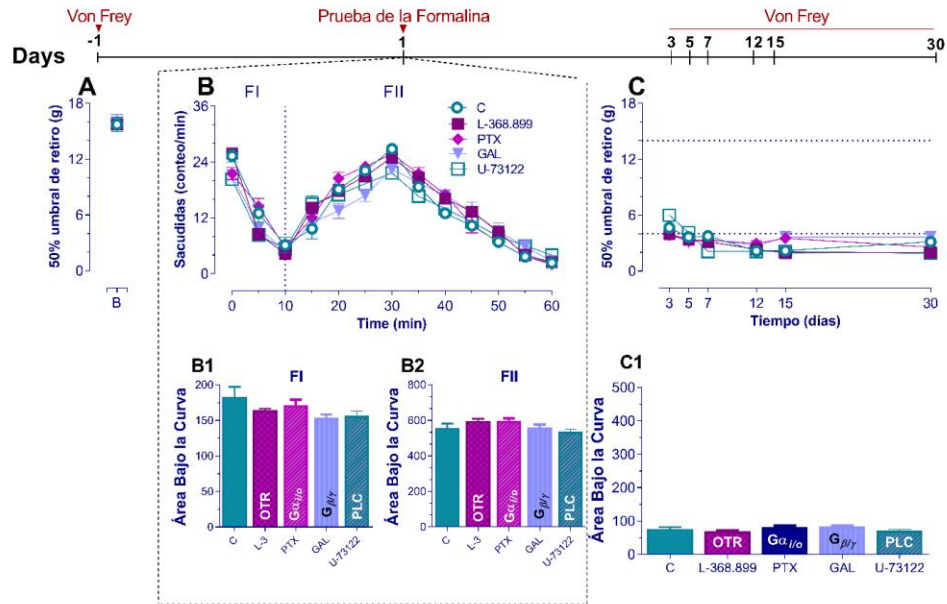 Von Frey
Prueba de la Formalina
Von Frey
-1
1
3 5 7 12 15 30
Days
A
50% umbral de retiro (g)
18
12
6
0
B
B
FI
FII
Sacudidas (conteo/min)
36
24
12
0
C
L-368.899
PTX
GAL
U-73122
0 10 20 30 40 50 60
Time (min)
C
50% umbral de retiro (g)
18
12
6
0
3 5 7 12 15 30
Tiempo (días)
B1
FI
Área Bajo la Curva
200
150
100
50
0
OTR
Gαi/o
Gβ/γ
PLC
C
L-3
PTX
GAL
U-73122
B2
FII
Área Bajo la Curva
800
600
400
200
0
OTR
Gαi/o
Gβ/γ
PLC
C
L-3
PTX
GAL
U-73122
C1
Área Bajo la Curva
500
400
300
200
100
0
OTR
Gαi/o
Gβ/γ
PLC
C
L-368.899
PTX
GAL
U-73122